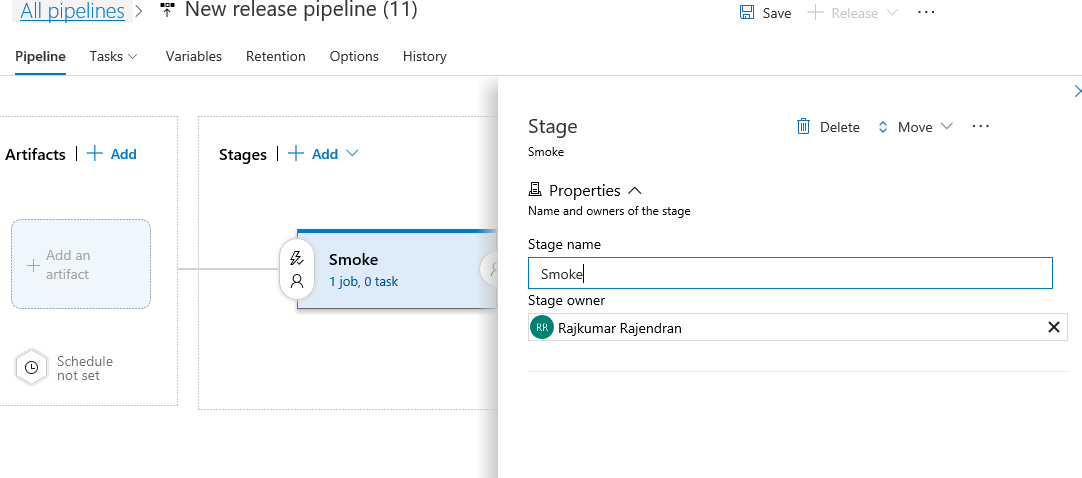 All pipelines > New release pipeline (11)
Save Release ...
Pipeline Tasks Variables Retention Options History
Artifacts | + Add
Stages | + Add
Add an
artifact
Smoke
1 job, 0 task
Schedule
not set
Stage
Delete Move ...
Smoke
Properties
Name and owners of the stage
Stage name
Smoke
Stage owner
RR Rajkumar Rajendran